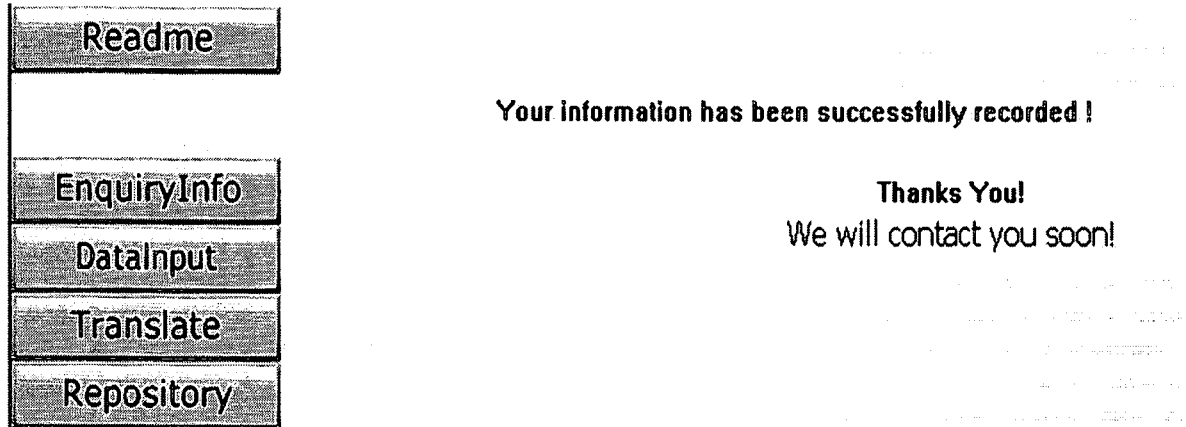 Readme
Your information has been successfully recorded !
EnquiryInfo
Thanks You!
We will contact you soon!
DataInput
Translate
Repository